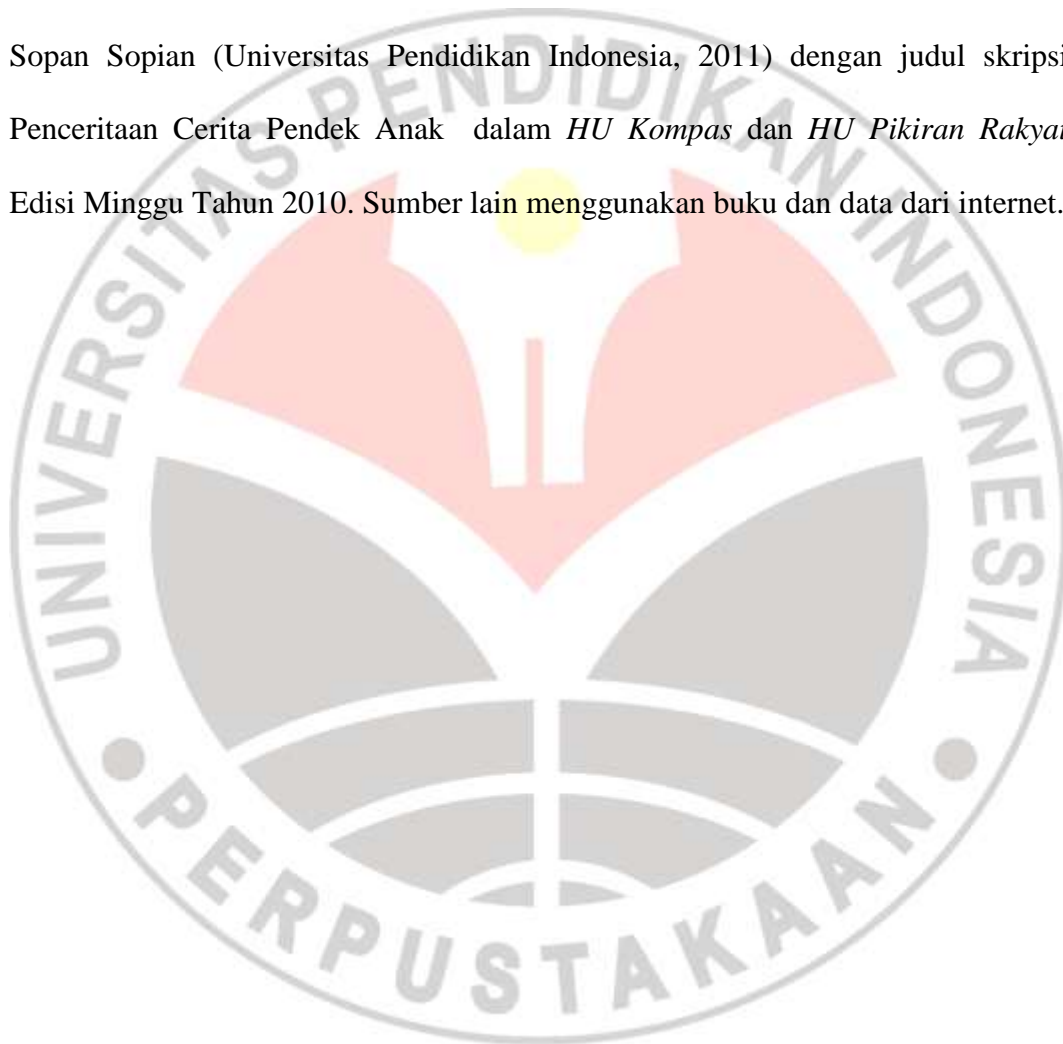 Sopan Sopian (Universitas Pendidikan Indonesia, 2011) dengan judul skripsi
Penceritaan Cerita Pendek Anak dalam HU Kompas dan HU Pikiran Rakyat
Edisi Minggu Tahun 2010. Sumber lain menggunakan buku dan data dari internet.
UNIVERSITAS PENDIDIKAN INDONESIA
PERPUSTAKAAN